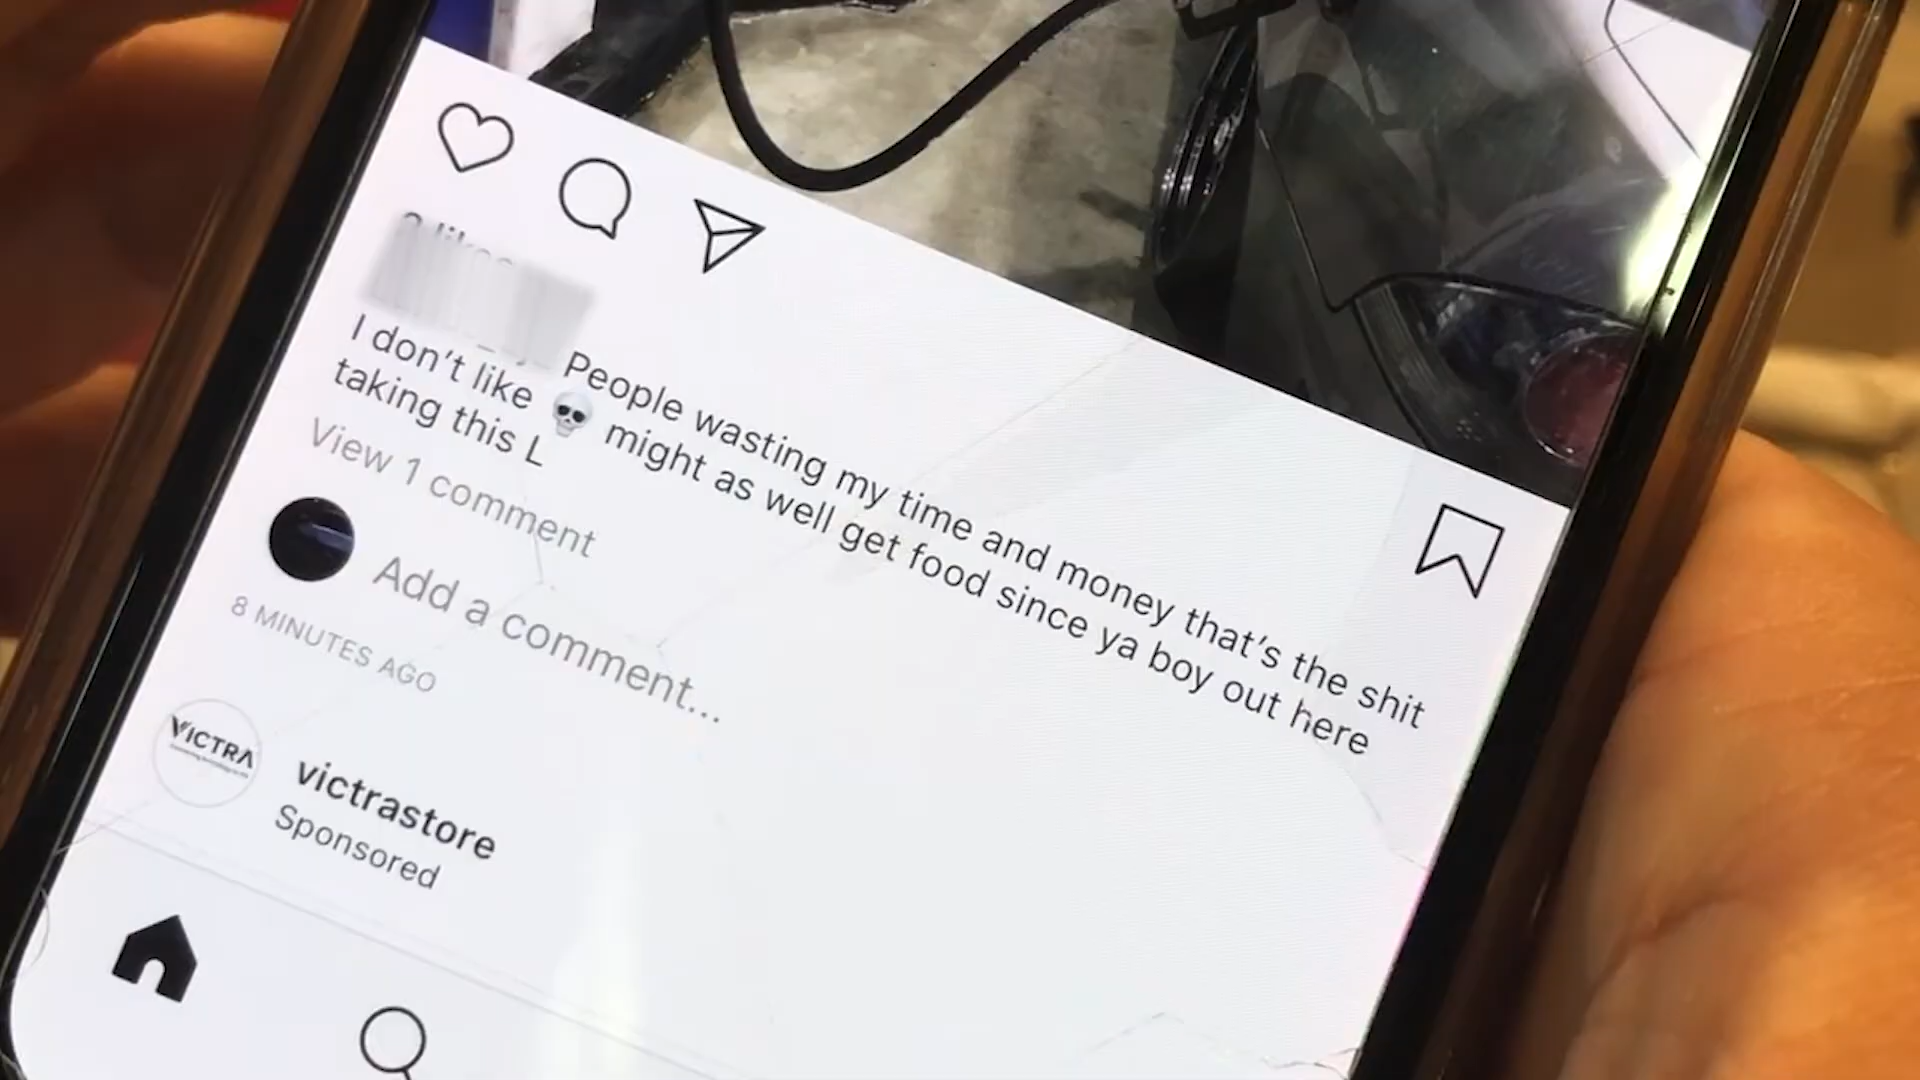 likes
People wasting my time and money that's the shit
I don't like 💀 might as well get food since ya boy out here
taking this L
View 1 comment
Add a comment...
8 MINUTES AGO
VICTRA
victrastore
Sponsored